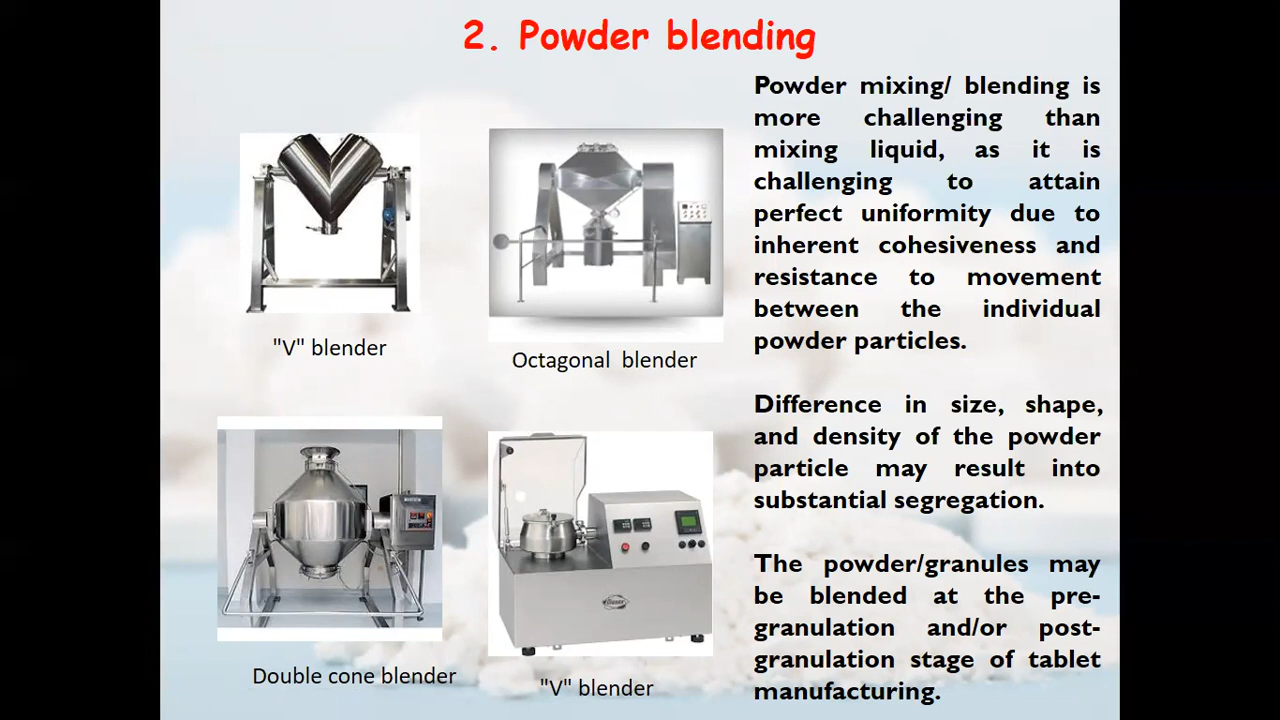 2. Powder blending
"V" blender
Octagonal blender
Double cone blender
"V" blender
Powder mixing/ blending is
more challenging than
mixing liquid, as it is
challenging to attain
perfect uniformity due to
inherent cohesiveness and
resistance to movement
between the individual
powder particles.
Difference in size, shape,
and density of the powder
particle may result into
substantial segregation.
The powder/granules may
be blended at the pre-
granulation and/or post-
granulation stage of tablet
manufacturing.